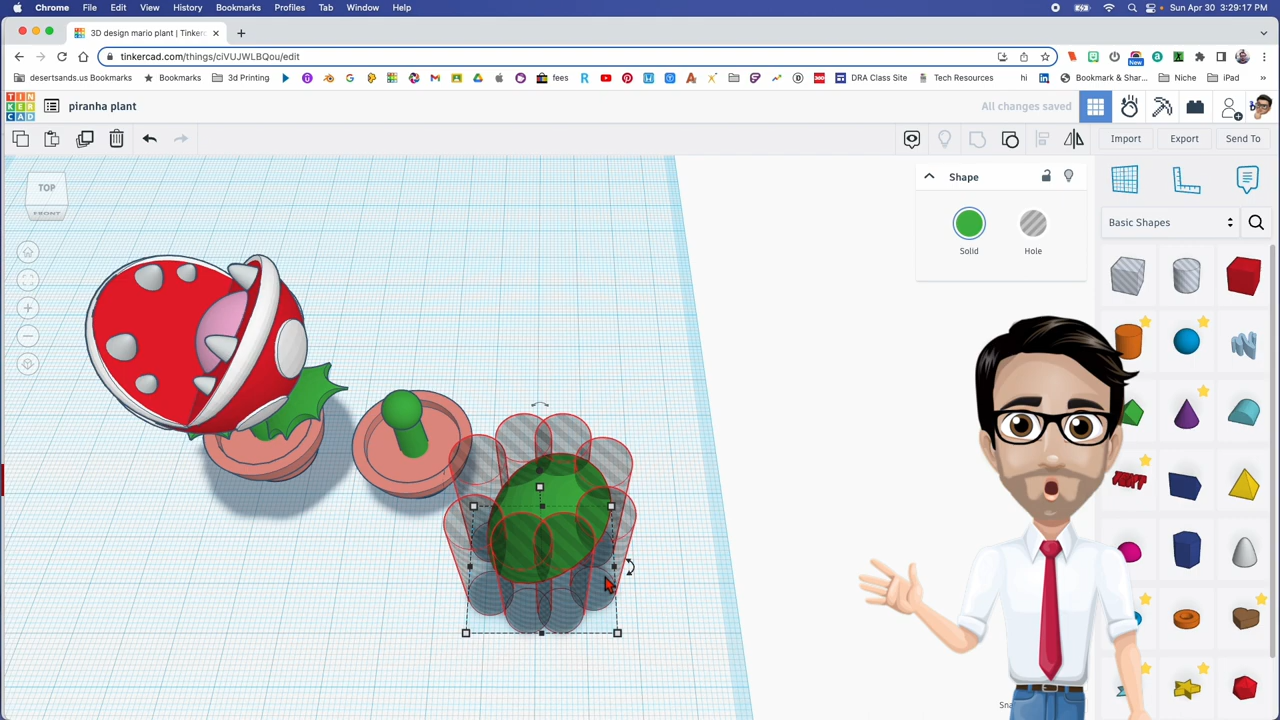 Chrome File Edit View History Bookmarks Profiles Tab Window Help Sun Apr 30 3:29:17 PM
3D design mario plant | Tinkerc
tinkercad.com/things/ciVUJWLBQou/edit
desertsands.us Bookmarks Bookmarks 3d Printing fees DRA Class Site Tech Resources hi Bookmark & Shar... Niche iPad
New
TIN
KER
CAD
piranha plant
All changes saved
Import Export Send To
TOP
FRONT
Shape
Solid Hole
Basic Shapes